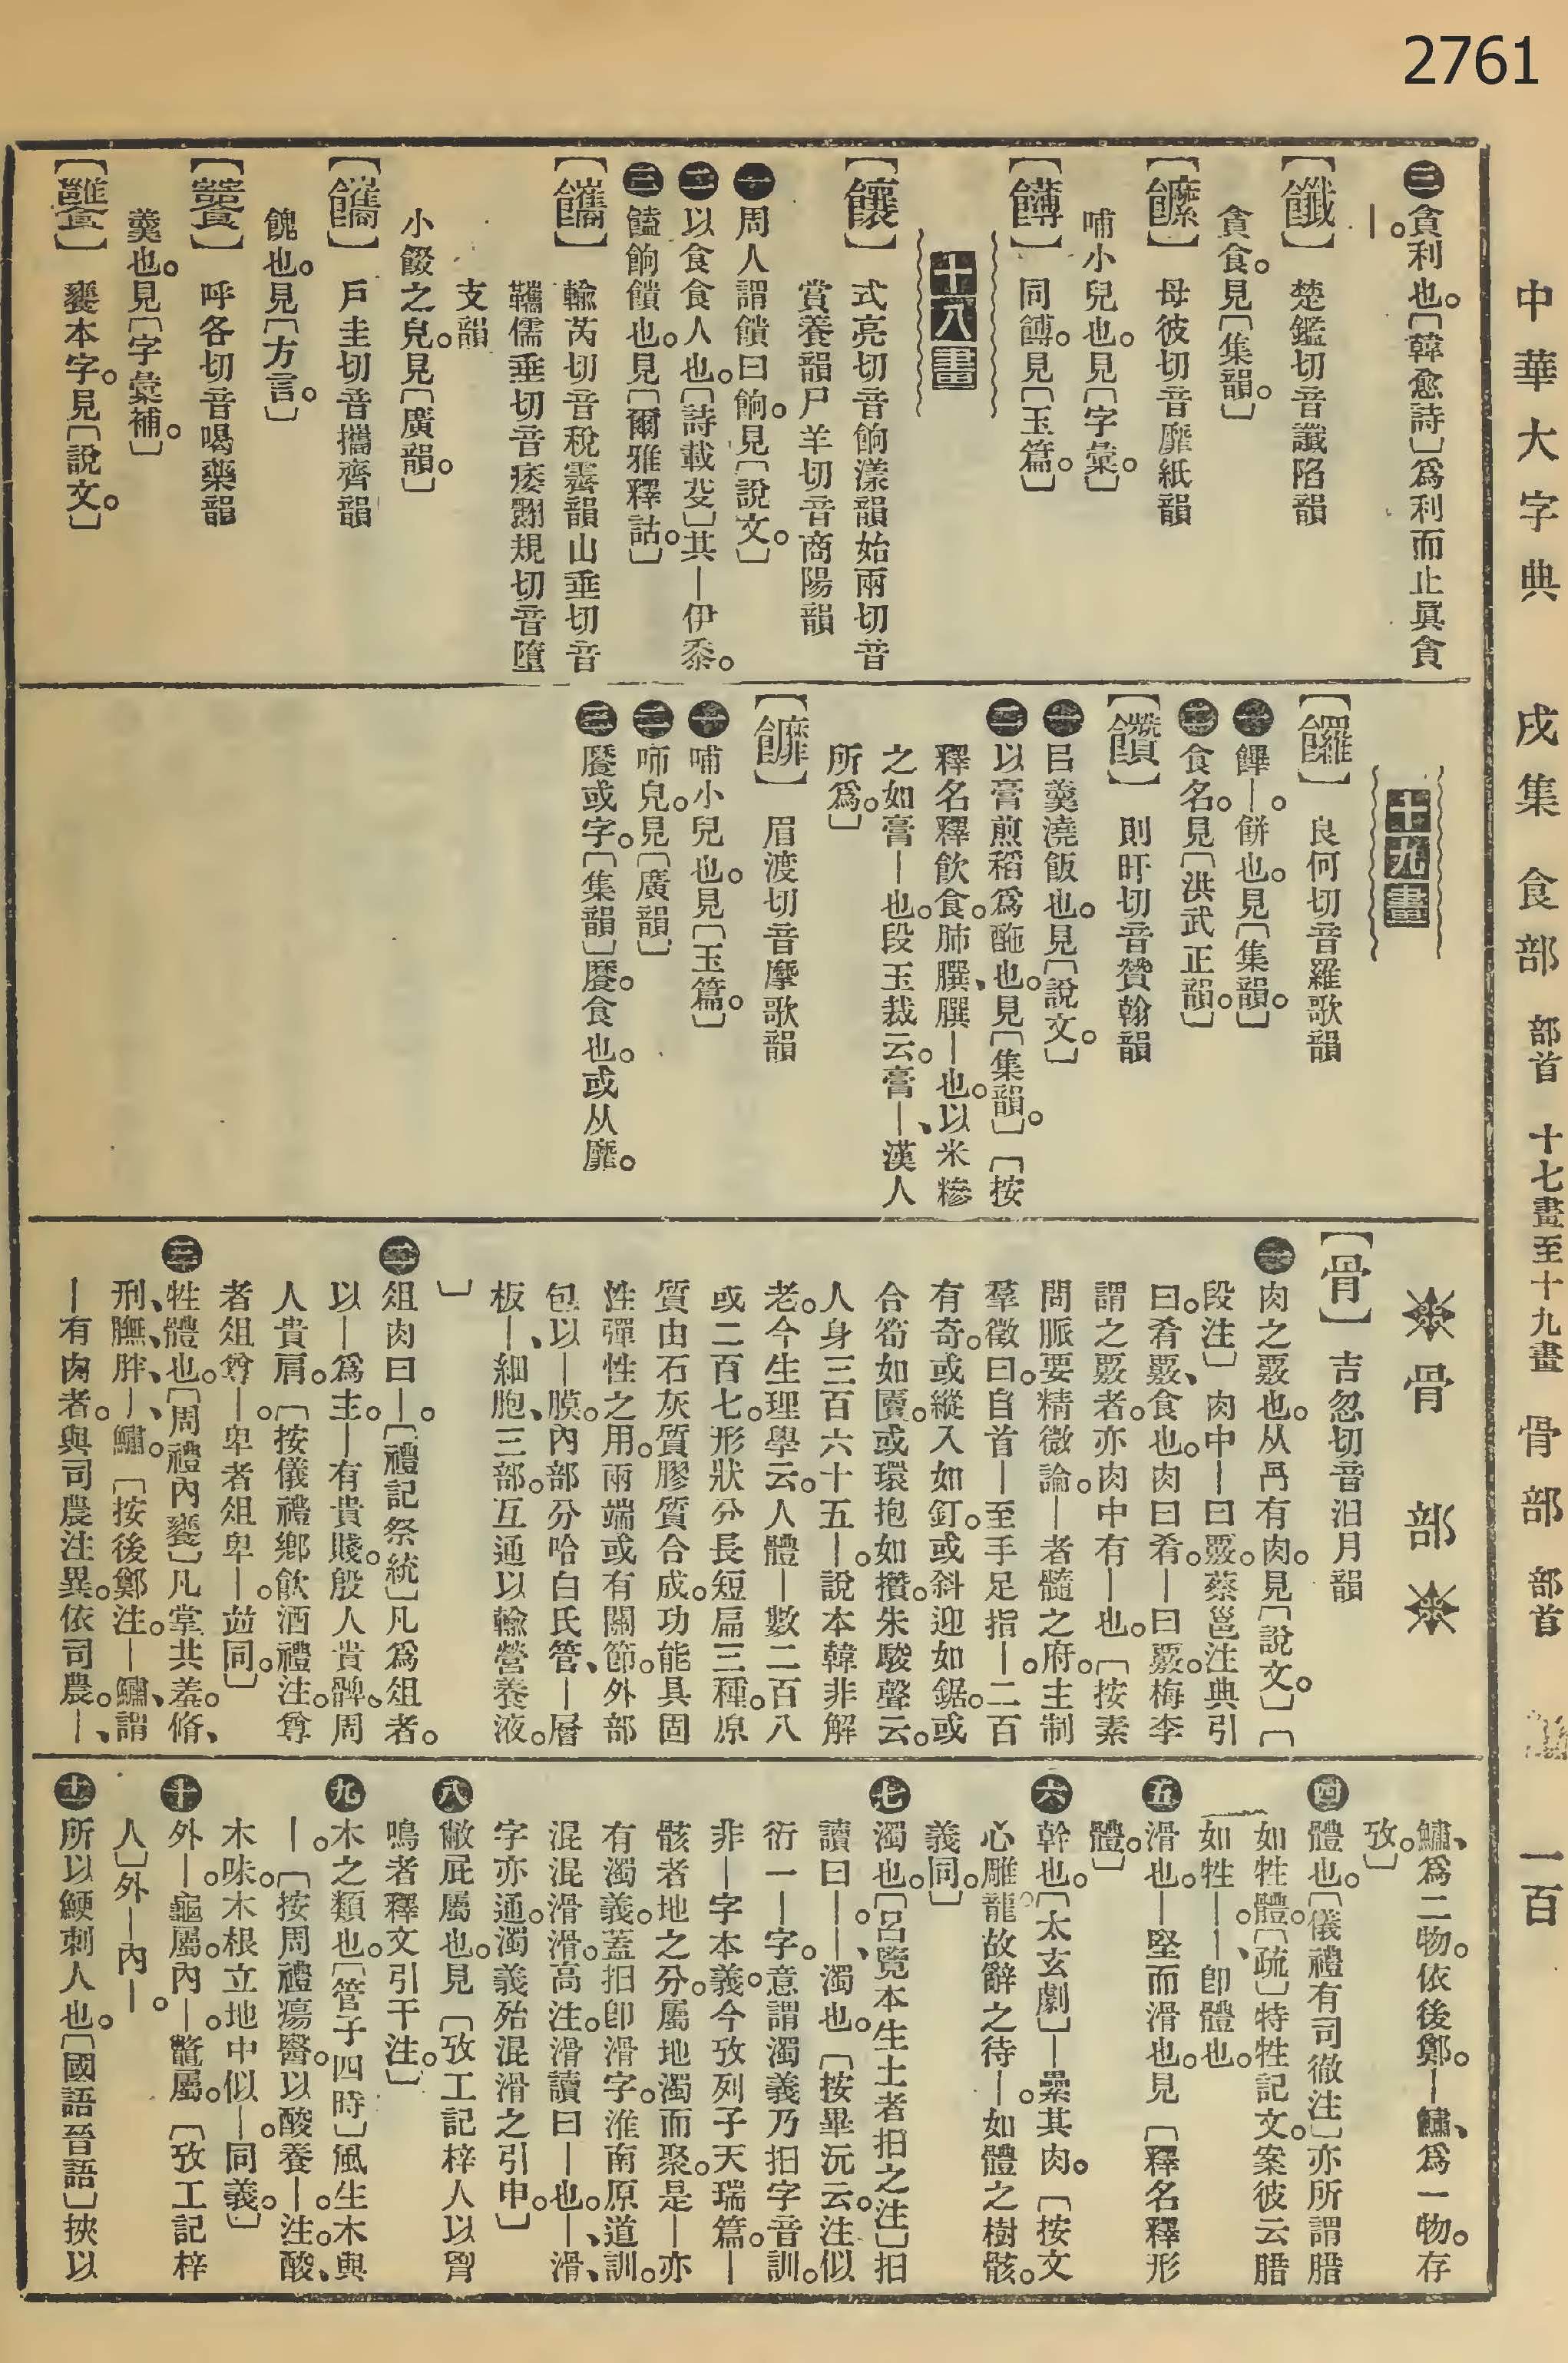 2761
中華大字典　戌集　食部　部首　十七畫至十九畫　骨部　部首　一百
㊂貪利也。〔韓愈詩〕爲利而止眞貪
｜。
【饞】楚鑑切音讖陷韻
貪食。見〔集韻。〕
【䭧】母彼切音靡紙韻
哺小兒也。見〔字彙。〕
【餺】同餺。見〔玉篇。〕
十八畫
【饟】式亮切音餉漾韻始兩切音
賞養韻尸羊切音商陽韻
㊀周人謂饋曰餉。見〔說文。〕
㊁以食食人也。〔詩載芟〕其｜伊黍。
㊂饁餉饋也。見〔爾雅釋詁。〕
【䭨】輸芮切音稅霽韻山垂切音
韉儒垂切音痿翾規切音墮
支韻
小餟之皃。見〔廣韻。〕
【䭨】戶圭切音攜齊韻
餽也。見〔方言。〕
呼各切音喝藥韻
羹也。見〔字彙補。〕
饔本字。見〔說文。〕
十九畫
【饠】良何切音羅歌韻
㊀饆｜。餅也。見〔集韻。〕
㊁食名。見〔洪武正韻。〕
【饡】則旰切音贊翰韻
㊀㠯羹澆飯也。見〔說文。〕
㊁以膏煎稻爲酏也。見〔集韻。〕〔按
釋名釋飲食。肺䐹、䐹｜也。以米糝
之如膏｜也。段玉裁云。膏｜、漢人
所爲。〕
【䭩】眉渡切音摩歌韻
㊀哺小兒也。見〔玉篇。〕
㊁㖷皃。見〔廣韻〕
㊂䭆或字。〔集韻〕䭆。食也。或从靡。
骨部
【骨】吉忽切音汨月韻
㊀肉之覈也。从冎有肉。見〔說文。〕〔
段注〕肉中｜曰覈。蔡邕注典引
曰。肴覈、食也。肉曰肴。｜曰覈。梅李
謂之覈者。亦肉中有｜也。〔按素
問脈要精微論。｜者髓之府。主制
羣徵曰。自首｜至手足指｜。二百
有奇。或縱入如釘。或斜迎如鋸。或
合筍如匵。或環抱如攢。朱駿聲云。
人身三百六十五｜。說本韓非解
老。今生理學云。人體｜數二百八
或二百七。形狀分長短扁三種。原
質由石灰質膠質合成。功能具固
性彈性之用。兩端或有關節。外部
包以｜膜。內部分哈白氏管、｜層
板｜、細胞、三部。互通以輸營養液。
〕
㊁俎肉曰｜。〔禮記祭統〕凡爲俎者。
以｜爲主。｜有貴賤。殷人貴髀、周
人貴肩。〔按儀禮鄉飲酒禮注。尊
者俎尊｜。卑者俎卑｜。並同。〕
㊂牲體也。〔周禮內饔〕凡掌共羞。脩、
刑、膴、胖、｜、鱐。〔按後鄭注。｜鱐、謂
｜有肉者。與司農注異。依司農。｜、
鱐、爲二物。依後鄭。｜鱐、爲一物。存
攷。〕
㊃體也。〔儀禮有司徹注〕亦所謂腊
如牲體。〔疏〕特牲記文。案彼云腊
如牲｜。｜、卽體也。
㊄滑也。｜堅而滑也。見〔釋名釋形
體。〕
㊅幹也。〔太玄劇〕｜纍其肉。〔按文
心雕龍。故辭之待｜。如體之樹骸。
義同。〕
㊆濁也。〔呂覽本生土者抇之注〕抇
讀曰｜。｜、濁也。〔按畢沅云。注似
衍一｜字。意謂濁義乃抇字音訓。
非｜字本義。今攷列子天瑞篇。｜
骸者地之分。屬地濁而聚。是｜亦
有濁義。蓋抇卽滑字。淮南原道訓。
混混滑滑。高注。滑讀曰｜也。｜、滑、
字亦通。濁義殆混滑之引申。〕
㊇敝屁屬也。見〔攷工記梓人以胷
鳴者釋文引干注。〕
㊈木之類也。〔管子四時〕風生木與
｜。〔按周禮瘍醫。以酸養｜。注。酸、
木味。木根立地中似｜。同義。〕
㊉外｜。龜屬。內｜。鼈屬。〔攷工記梓
人〕外｜內｜。
⑪所以鯁刺人也。〔國語晉語〕挾以